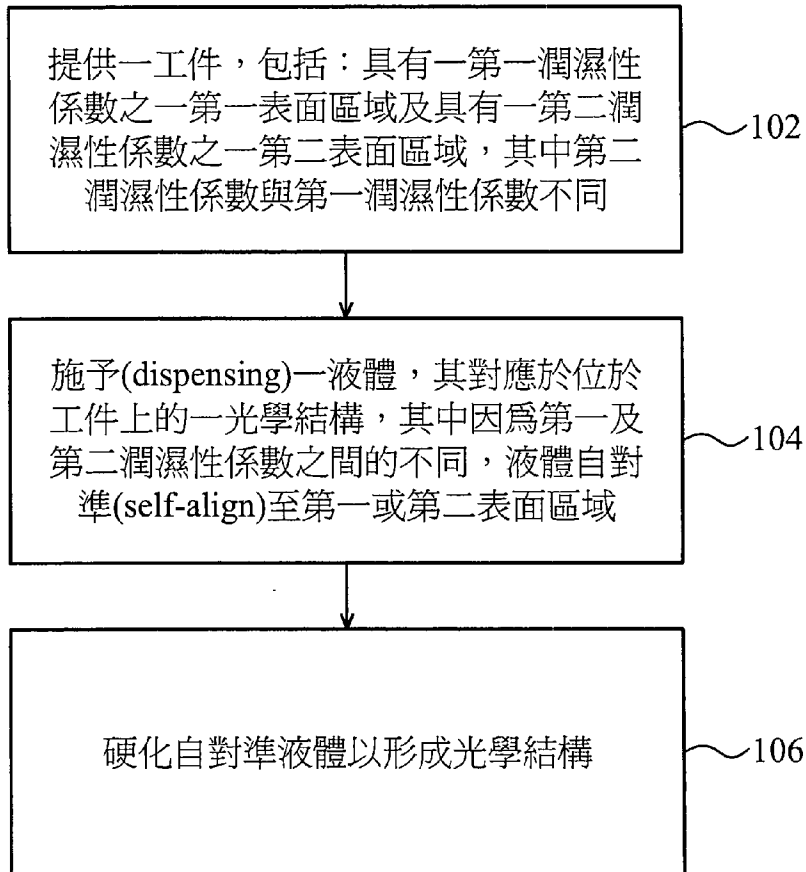 提供一工件，包括：具有一第一潤濕性
係數之一第一表面區域及具有一第二潤
濕性係數之一第二表面區域，其中第二
潤濕性係數與第一潤濕性係數不同
102
施予(dispensing)一液體，其對應於位於
工件上的一光學結構，其中因為第一及
第二潤濕性係數之間的不同，液體自對
準(self-align)至第一或第二表面區域
104
硬化自對準液體以形成光學結構
106